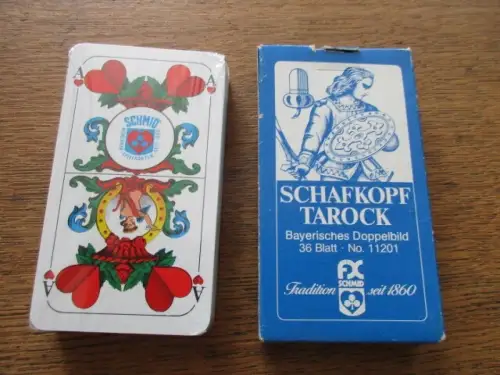 A
A
SCHMID
A
A
SCHAFKOPF
TAROCK
Bayerisches Doppelbild
36 Blatt · No. 11201
FX
SCHMID
Tradition seit 1860